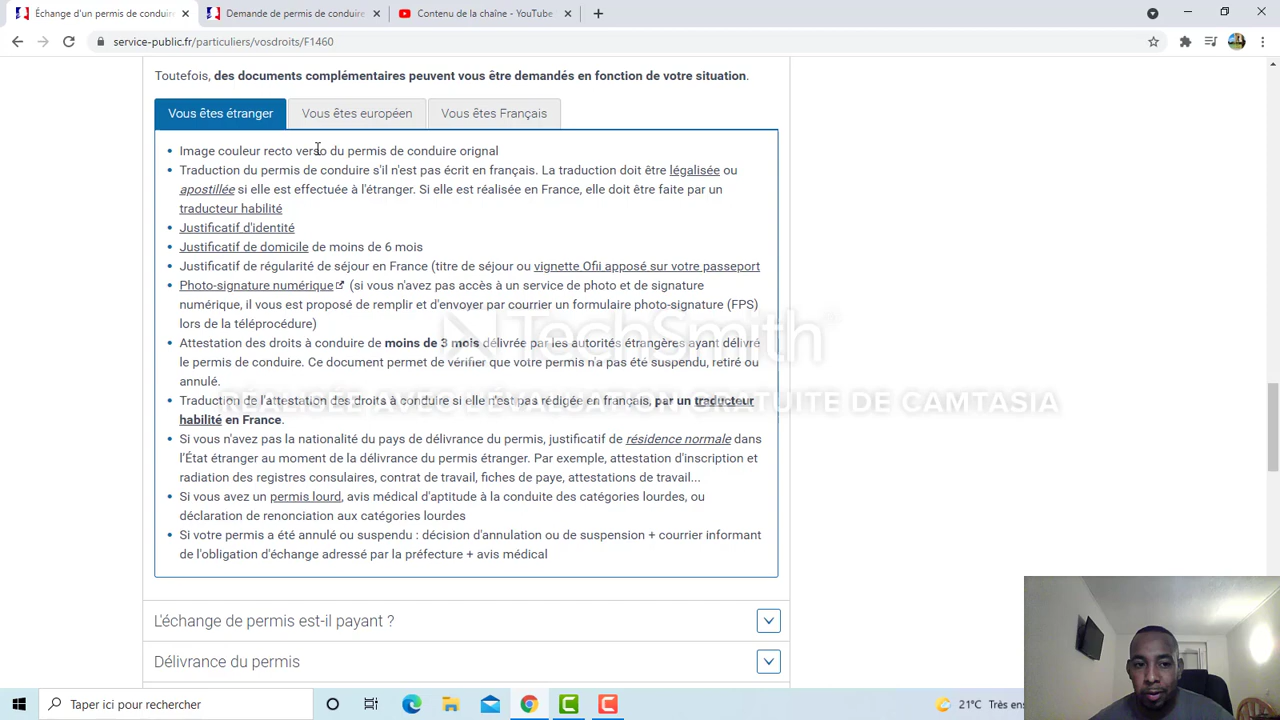 Échange d'un permis de conduire
Demande de permis de conduire
Contenu de la chaîne - YouTube
service-public.fr/particuliers/vosdroits/F1460
Toutefois, des documents complémentaires peuvent vous être demandés en fonction de votre situation.
Vous êtes étranger
Vous êtes européen
Vous êtes Français
Image couleur recto verso du permis de conduire orignal
Traduction du permis de conduire s'il n'est pas écrit en français. La traduction doit être légalisée ou
apostillée si elle est effectuée à l'étranger. Si elle est réalisée en France, elle doit être faite par un
traducteur habilité
Justificatif d'identité
Justificatif de domicile de moins de 6 mois
Justificatif de régularité de séjour en France (titre de séjour ou vignette Ofii apposé sur votre passeport
Photo-signature numérique (si vous n'avez pas accès à un service de photo et de signature
numérique, il vous est proposé de remplir et d'envoyer par courrier un formulaire photo-signature (FPS)
lors de la téléprocédure)
TechSmith
Attestation des droits à conduire de moins de 3 mois délivrée par les autorités étrangères ayant délivré
le permis de conduire. Ce document permet de vérifier que votre permis n'a pas été suspendu, retiré ou
annulé.
RÉALISÉE AVEC L'ÉVALUATION GRATUITE DE CAMTASIA
Traduction de l'attestation des droits à conduire si elle n'est pas rédigée en français, par un traducteur
habilité en France.
Si vous n'avez pas la nationalité du pays de délivrance du permis, justificatif de résidence normale dans
l'État étranger au moment de la délivrance du permis étranger. Par exemple, attestation d'inscription et
radiation des registres consulaires, contrat de travail, fiches de paye, attestations de travail...
Si vous avez un permis lourd, avis médical d'aptitude à la conduite des catégories lourdes, ou
déclaration de renonciation aux catégories lourdes
Si votre permis a été annulé ou suspendu : décision d'annulation ou de suspension + courrier informant
de l'obligation d'échange adressé par la préfecture + avis médical
L'échange de permis est-il payant ?
Délivrance du permis
Taper ici pour rechercher
21°C Très ens